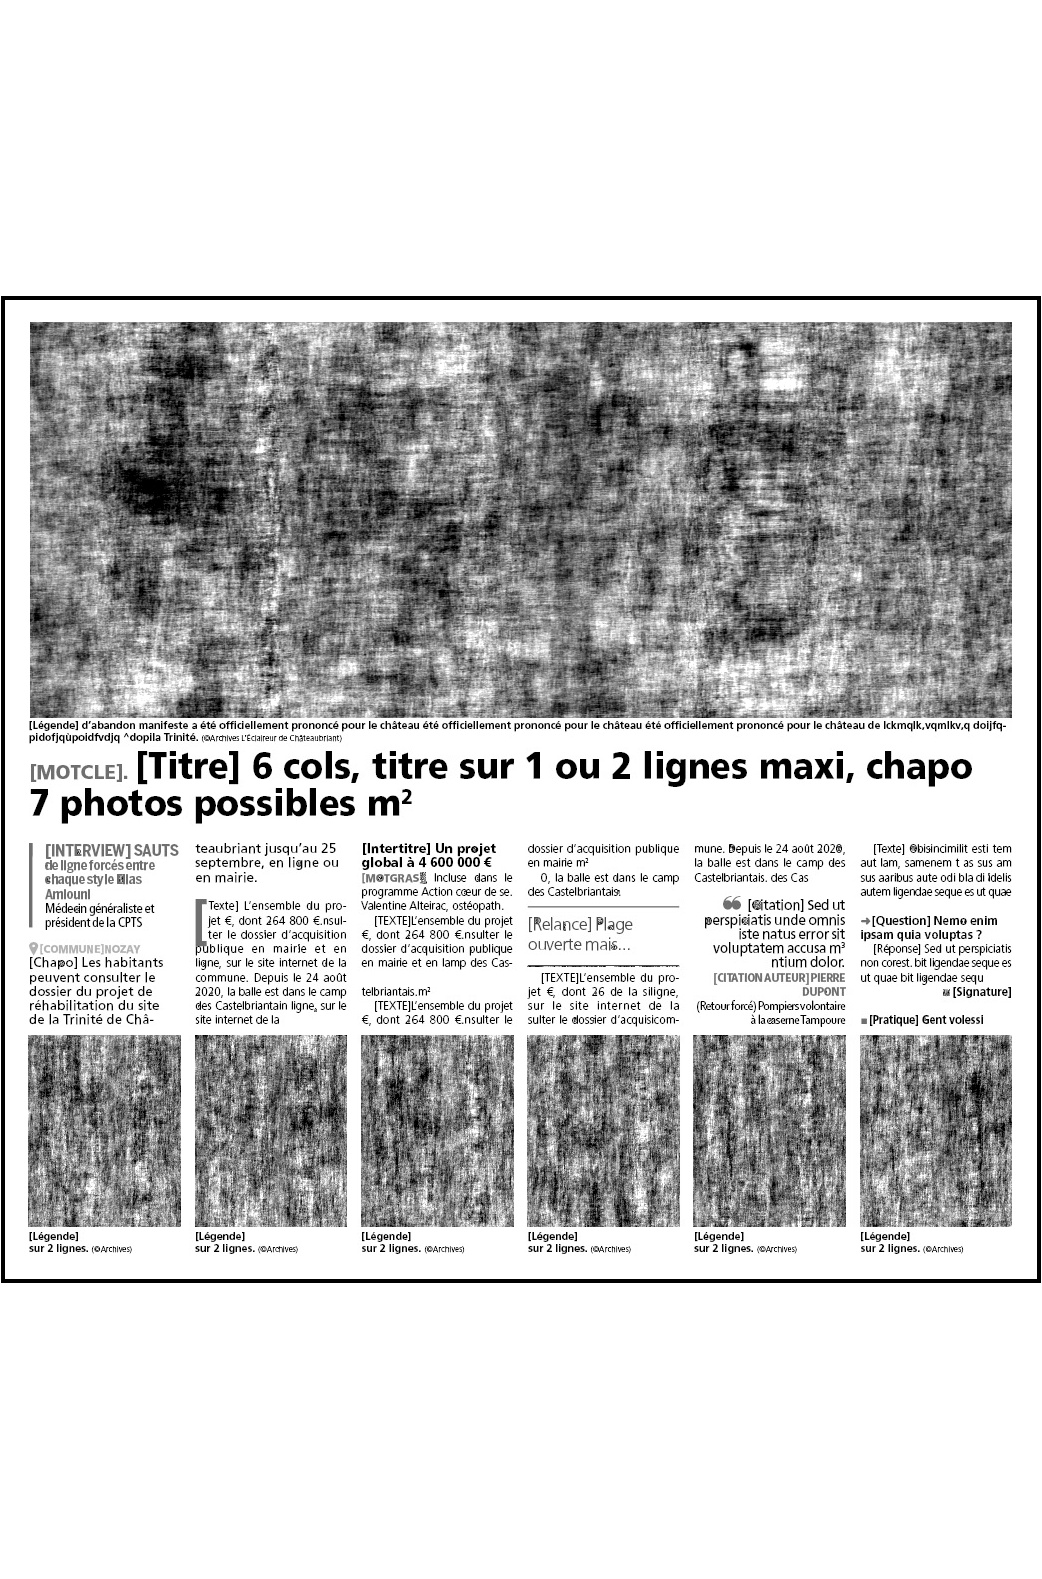 [Légende] d'abandon manifeste a été officiellement prononcé pour le château été officiellement prononcé pour le château été officiellement prononcé pour le château de lckmqlk,vqmlkv,q doijfq-
pidofjqùpoidfvdjq ^dopila Trinité. (©Archives L'Éclaireur de Châteaubriant)
[MOTCLE]. [Titre] 6 cols, titre sur 1 ou 2 lignes maxi, chapo
7 photos possibles m²
[INTERVIEW] SAUTS
de ligne forcés entre
chaque style
Amiouni
Médecin généraliste et
président de la CPTS
[COMMUNE]NOZAY
[Chapo] Les habitants
peuvent consulter le
dossier du projet de
réhabilitation du site
de la Trinité de Châ-
teaubriant jusqu'au 25
septembre, en ligne ou
en mairie.
[Texte] L'ensemble du pro-
jet €, dont 264 800 €.nsul-
ter le dossier d'acquisition
publique en mairie et en
ligne, sur le site internet de la
commune. Depuis le 24 août
2020, la balle est dans le camp
des Castelbriantain ligne, sur le
site internet de la
[Intertitre] Un projet
global à 4 600 000 €
[MOTGRAS] Incluse dans le
programme Action cœur de se.
Valentine Alteirac, ostéopath.
[TEXTE]L'ensemble du projet
€, dont 264 800 €.nsulter le
dossier d'acquisition publique
en mairie et en lamp des Cas-
telbriantais.m²
[TEXTE]L'ensemble du projet
€, dont 264 800 €.nsulter le
dossier d'acquisition publique
en mairie m²
0, la balle est dans le camp
des Castelbriantais.
[Relance] Plage
ouverte mais...
[TEXTE]L'ensemble du pro-
jet €, dont 26 de la siligne,
sur le site internet de la
sulter le dossier d'acquisicom-
mune. Depuis le 24 août 2020,
la balle est dans le camp des
Castelbriantais. des Cas
❝ [Citation] Sed ut
perspiciatis unde omnis
iste natus error sit
voluptatem accusa m³
ntium dolor.
[CITATION AUTEUR] PIERRE
DUPONT
(Retour forcé) Pompiers volontaire
à la caserne Tampoure
[Texte] Obisincimilit esti tem
aut lam, samenem t as sus am
sus aaribus aute odi bla di idelis
autem ligendae seque es ut quae
➜[Question] Nemo enim
ipsam quia voluptas ?
[Réponse] Sed ut perspiciatis
non corest. bit ligendae seque es
ut quae bit ligendae sequ
[Signature]
■ [Pratique] Gent volessi
[Légende]
sur 2 lignes. (©Archives)
[Légende]
sur 2 lignes. (©Archives)
[Légende]
sur 2 lignes. (©Archives)
[Légende]
sur 2 lignes. (©Archives)
[Légende]
sur 2 lignes. (©Archives)
[Légende]
sur 2 lignes. (©Archives)